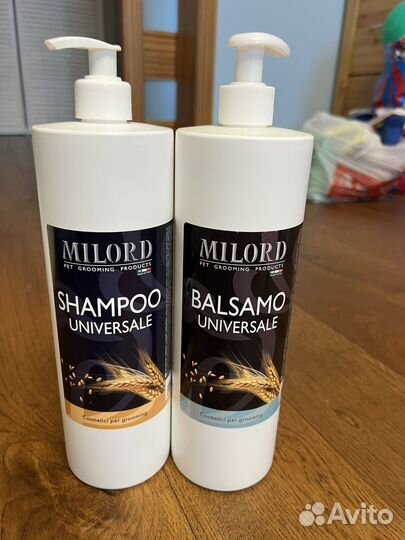 MILORD
PET GROOMING PRODUCTS
SHAMPOO
UNIVERSALE
Cosmetici per grooming
MILORD
PET GROOMING PRODUCTS
BALSAMO
UNIVERSALE
Cosmetici per grooming
Avito